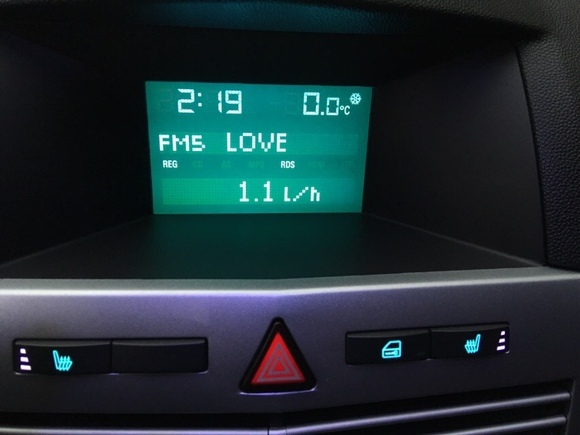 2:19 0.0°C
FM5 LOVE
REG RDS
1.1 L/h